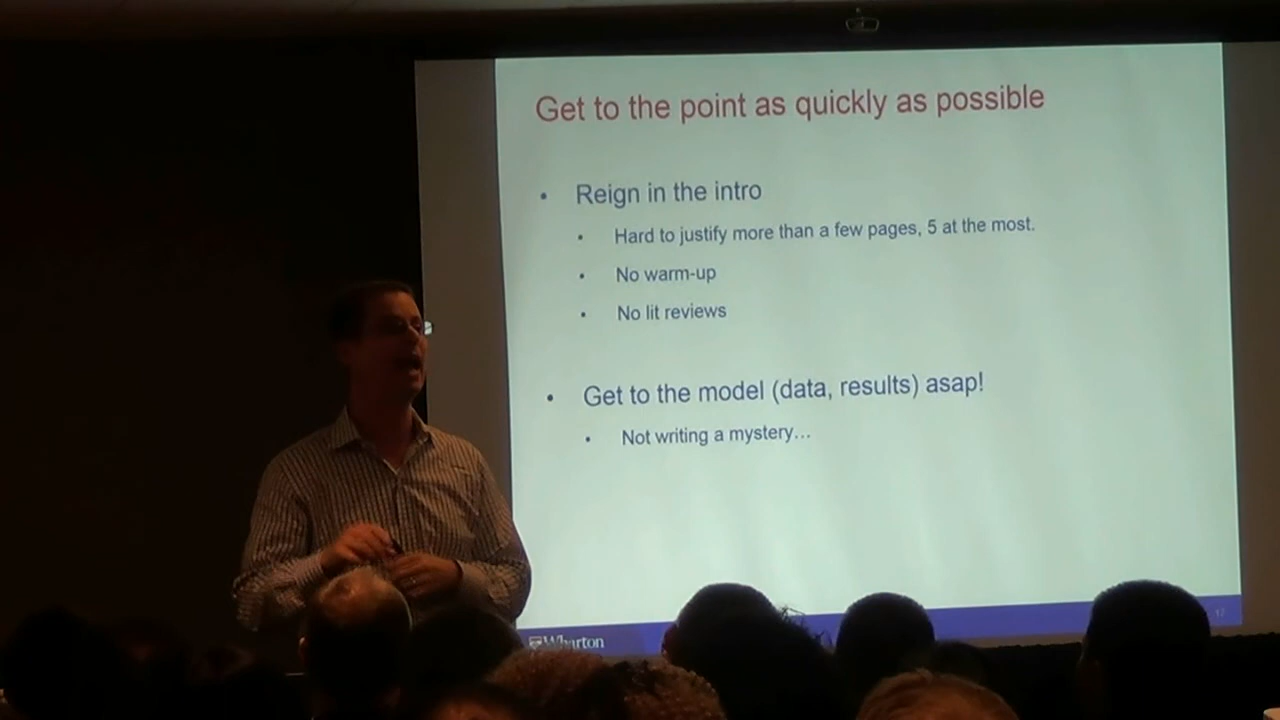 Get to the point as quickly as possible
• Reign in the intro
• Hard to justify more than a few pages, 5 at the most.
• No warm-up
• No lit reviews
• Get to the model (data, results) asap!
• Not writing a mystery…
Wharton
17